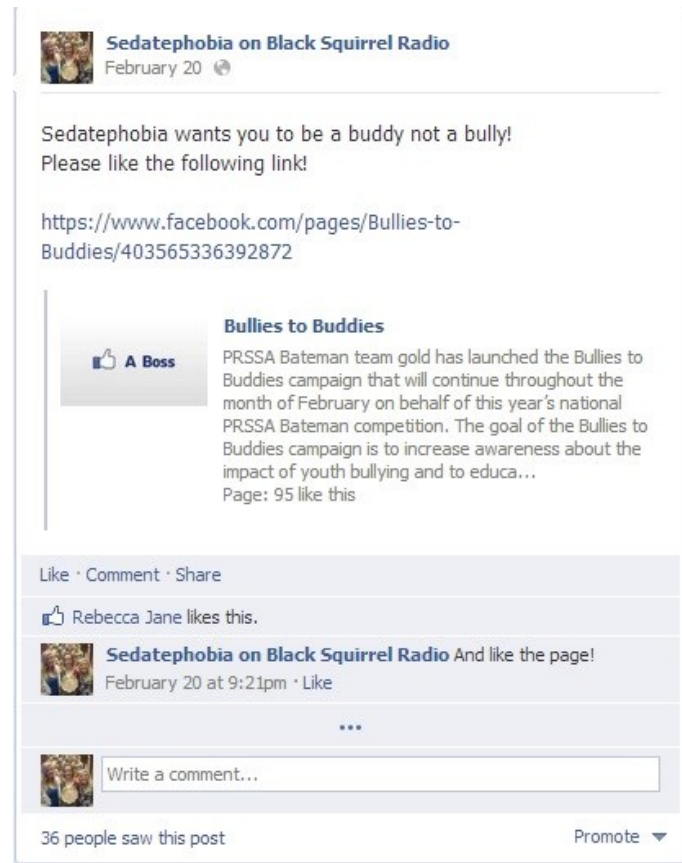 Sedatephobia on Black Squirrel Radio
February 20
Sedatephobia wants you to be a buddy not a bully!
Please like the following link!
https://www.facebook.com/pages/Bullies-to-
Buddies/403565336392872
A Boss
Bullies to Buddies
PRSSA Bateman team gold has launched the Bullies to
Buddies campaign that will continue throughout the
month of February on behalf of this year's national
PRSSA Bateman competition. The goal of the Bullies to
Buddies campaign is to increase awareness about the
impact of youth bullying and to educa...
Page: 95 like this
Like · Comment · Share
Rebecca Jane likes this.
Sedatephobia on Black Squirrel Radio And like the page!
February 20 at 9:21pm · Like
...
Write a comment...
36 people saw this post
Promote